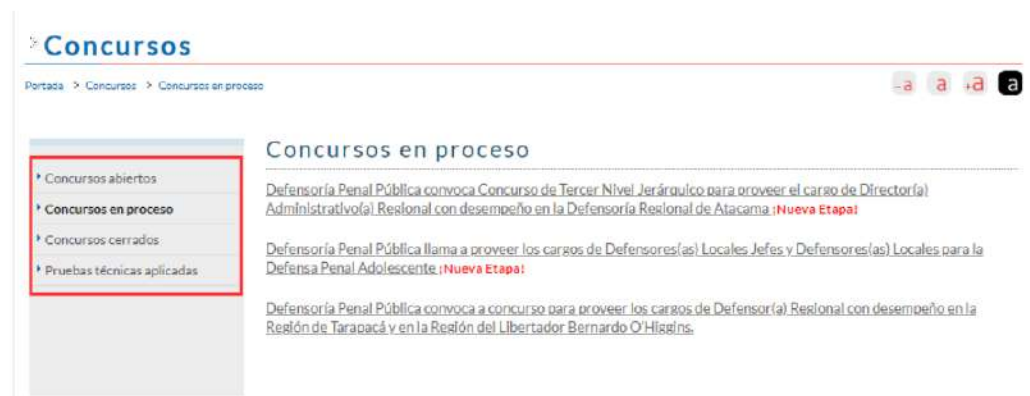 Concursos
Portada > Concursos > Concursos en proceso
-a a +a a
Concursos abiertos
Concursos en proceso
Concursos cerrados
Pruebas técnicas aplicadas
Concursos en proceso
Defensoría Penal Pública convoca Concurso de Tercer Nivel Jerárquico para proveer el cargo de Director(a)
Administrativo(a) Regional con desempeño en la Defensoría Regional de Atacama ¡Nueva Etapa!
Defensoría Penal Pública llama a proveer los cargos de Defensores(as) Locales Jefes y Defensores(as) Locales para la
Defensa Penal Adolescente ¡Nueva Etapa!
Defensoría Penal Pública convoca a concurso para proveer los cargos de Defensor(a) Regional con desempeño en la
Región de Tarapacá y en la Región del Libertador Bernardo O'Higgins.